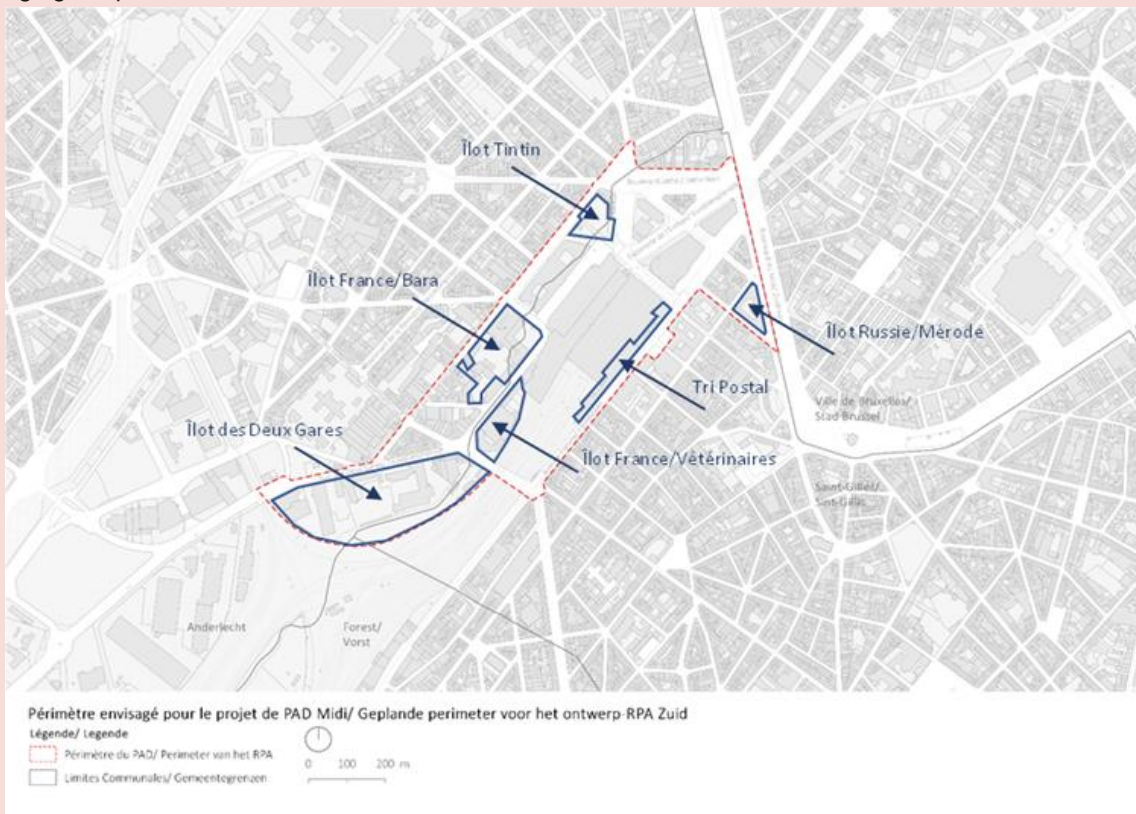 Îlot Tintin
Îlot France/Bara
Îlot Russie/Mérode
Tri Postal
Ville de Bruxelles/
Stad Brussel
Îlot des Deux Gares
Îlot France/Vétérinaires
Saint-Gilles/
Sint-Gillis
Anderlecht
Forest/
Vorst
Périmètre envisagé pour le projet de PAD Midi/ Geplande perimeter voor het ontwerp-RPA Zuid
Légende/ Legende
Périmètre du PAD/ Perimeter van het RPA
Limites Communales/ Gemeentegrenzen
0 100 200 m